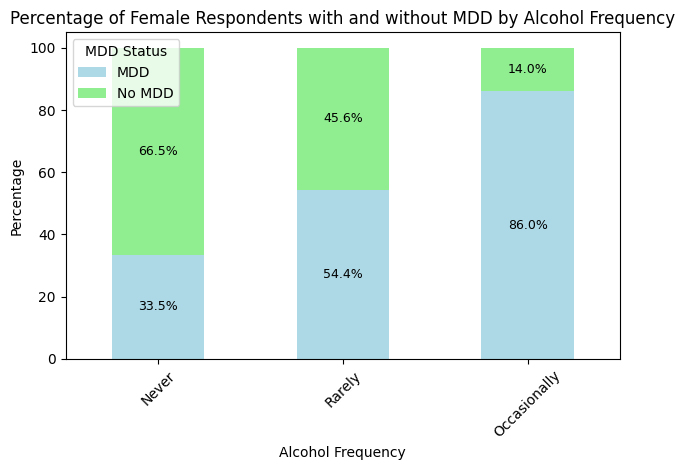 Percentage of Female Respondents with and without MDD by Alcohol Frequency
MDD Status
MDD
No MDD
100
80
60
40
20
0
Percentage
66.5%
33.5%
45.6%
54.4%
14.0%
86.0%
Never
Rarely
Occasionally
Alcohol Frequency